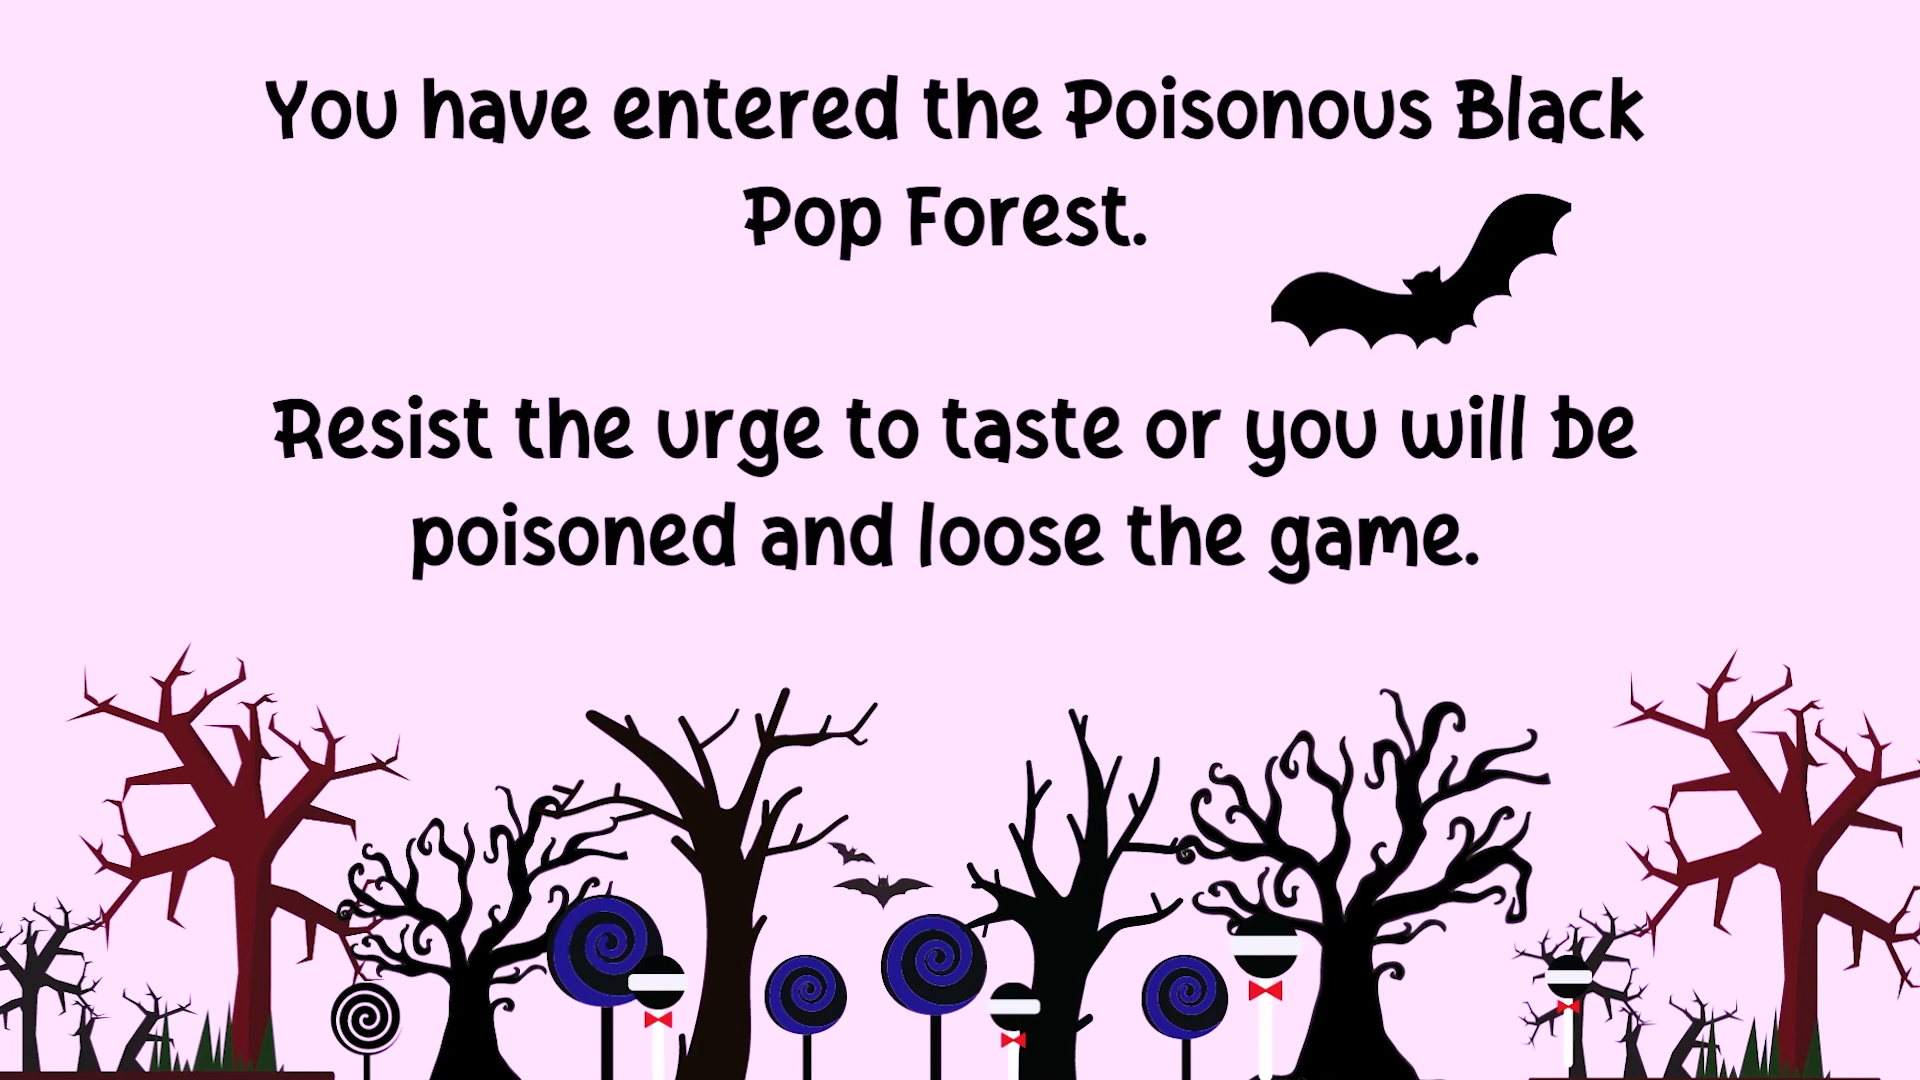 You have entered the Poisonous Black
Pop Forest.
Resist the urge to taste or you will be
poisoned and loose the game.